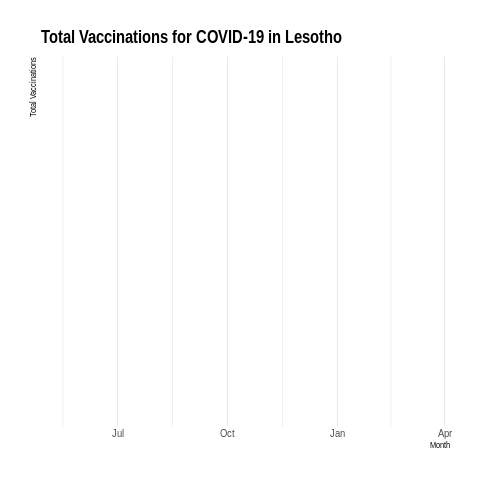 Total Vaccinations for COVID-19 in Lesotho
Total Vaccinations
Jul
Oct
Jan
Apr
Month